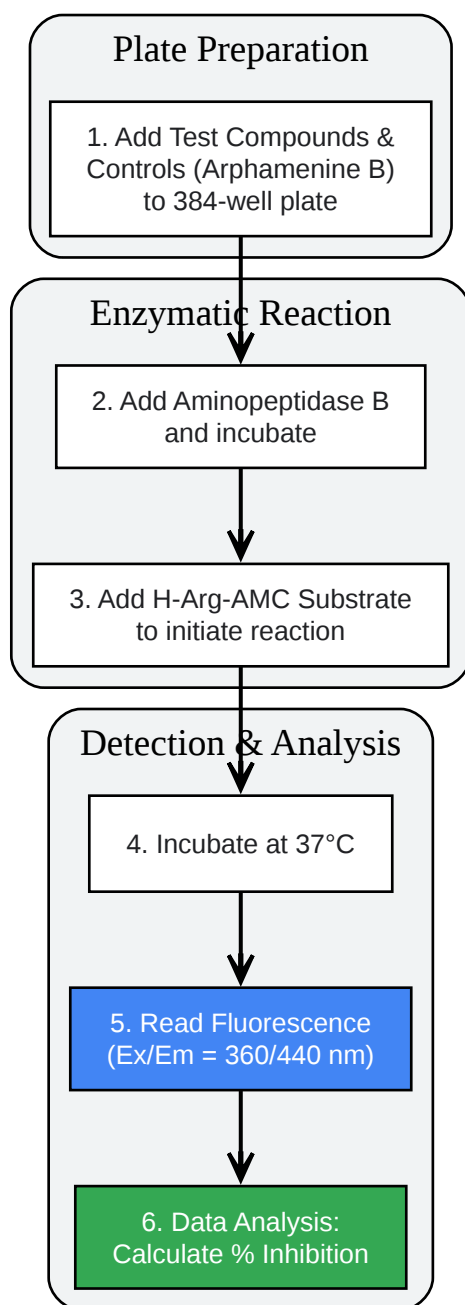 Plate Preparation
1. Add Test Compounds &
Controls (Arphamenine B)
to 384-well plate
Enzymatic Reaction
2. Add Aminopeptidase B
and incubate
3. Add H-Arg-AMC Substrate
to initiate reaction
Detection & Analysis
4. Incubate at 37°C
5. Read Fluorescence
(Ex/Em = 360/440 nm)
6. Data Analysis:
Calculate % Inhibition